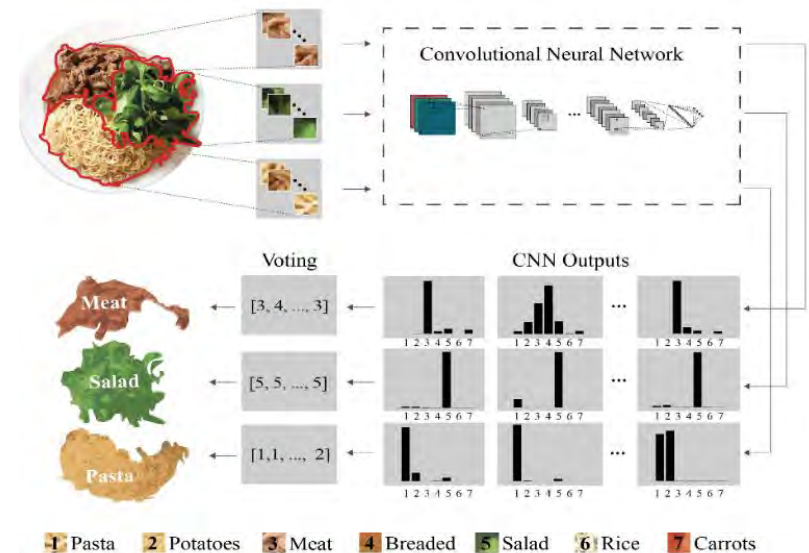 Convolutional Neural Network
Voting
CNN Outputs
Meat
[3, 4, ..., 3]
1 2 3 4 5 6 7
1 2 3 4 5 6 7
1 2 3 4 5 6 7
Salad
[5, 5, ..., 5]
1 2 3 4 5 6 7
1 2 3 4 5 6 7
1 2 3 4 5 6 7
Pasta
[1,1, ..., 2]
1 2 3 4 5 6 7
1 2 3 4 5 6 7
1 2 3 4 5 6 7
1 Pasta 2 Potatoes 3 Meat 4 Breaded 5 Salad 6 Rice 7 Carrots